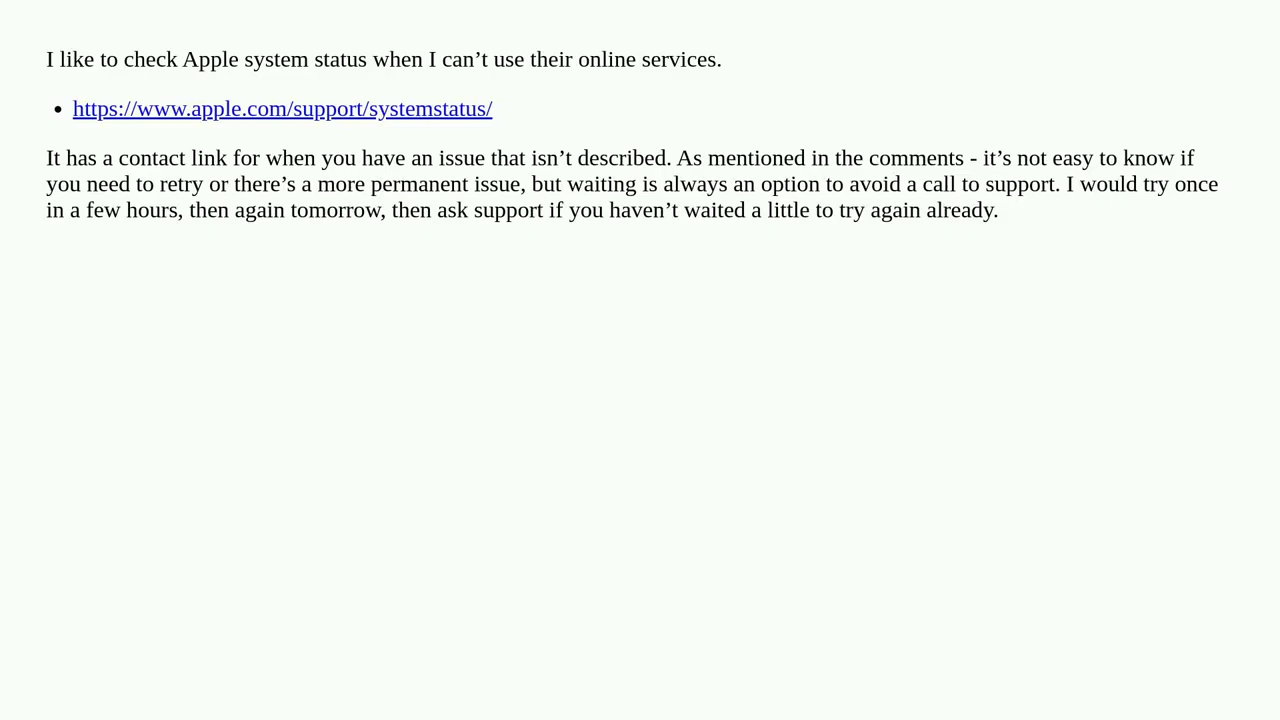 I like to check Apple system status when I can’t use their online services.
• https://www.apple.com/support/systemstatus/
It has a contact link for when you have an issue that isn’t described. As mentioned in the comments - it’s not easy to know if
you need to retry or there’s a more permanent issue, but waiting is always an option to avoid a call to support. I would try once
in a few hours, then again tomorrow, then ask support if you haven’t waited a little to try again already.